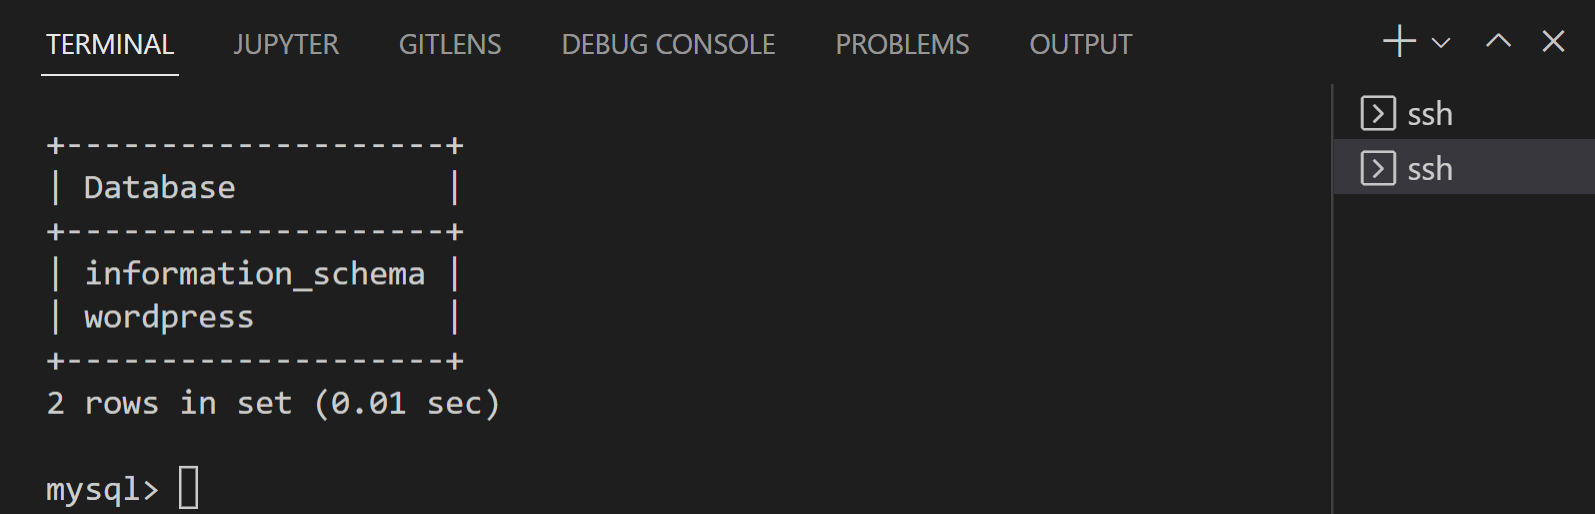 TERMINAL JUPYTER GITLENS DEBUG CONSOLE PROBLEMS OUTPUT
ssh
ssh
+--------------------+
| Database           |
+--------------------+
| information_schema |
| wordpress          |
+--------------------+
2 rows in set (0.01 sec)
mysql>